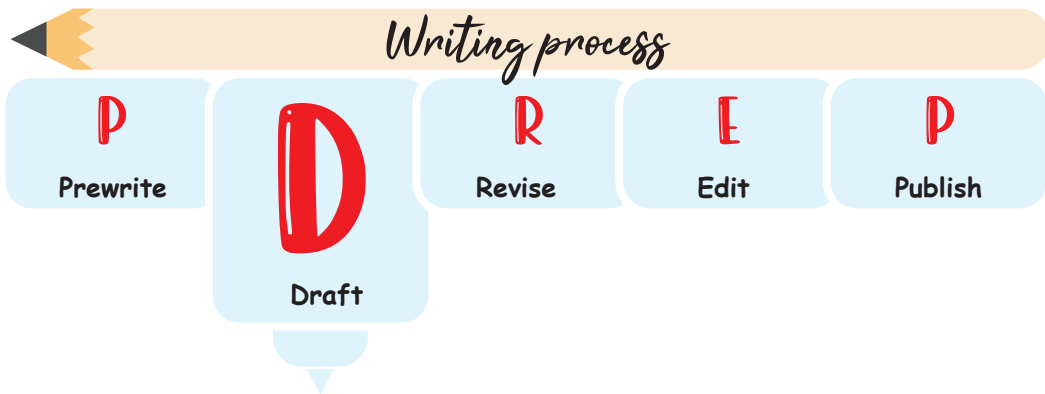 Writing process
P
Prewrite
D
Draft
R
Revise
E
Edit
P
Publish